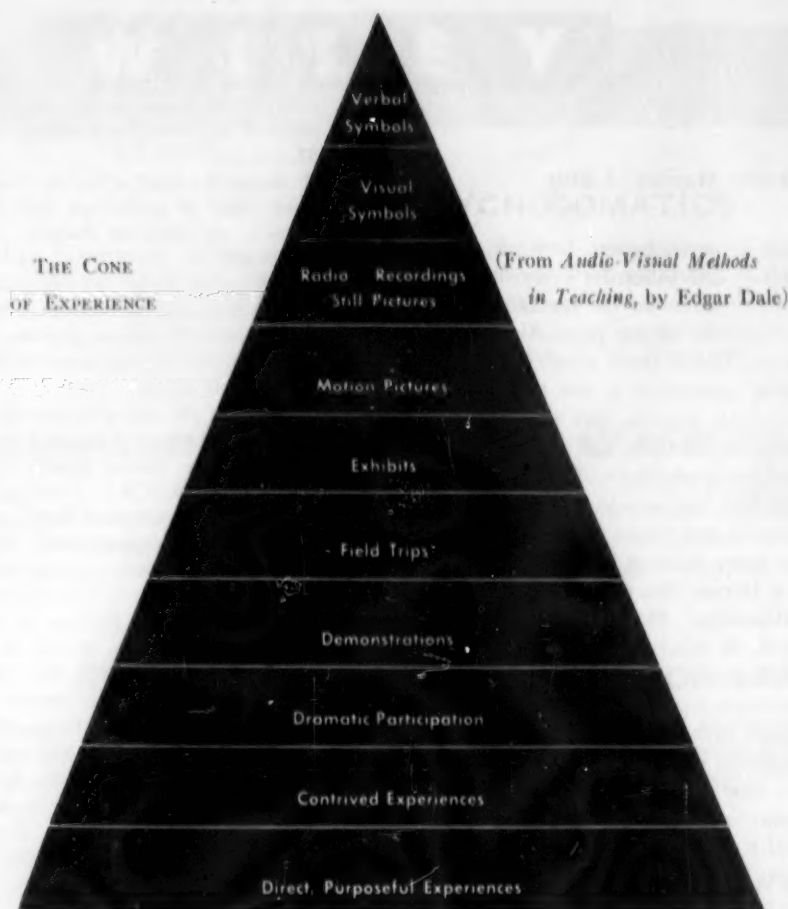 Verbal
Symbols
Visual
Symbols
THE CONE
OF EXPERIENCE
(From Audio-Visual Methods
in Teaching, by Edgar Dale)
Radio Recordings
Still Pictures
Motion Pictures
Exhibits
Field Trips
Demonstrations
Dramatic Participation
Contrived Experiences
Direct, Purposeful Experiences